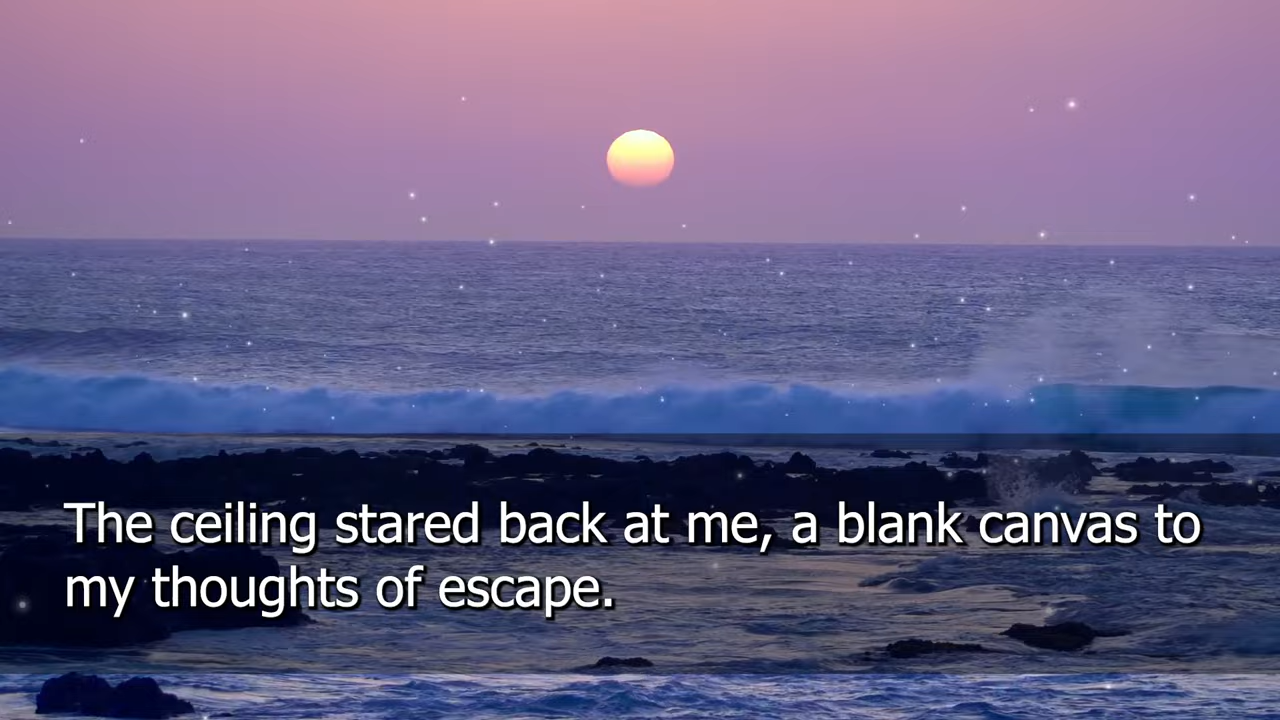 The ceiling stared back at me, a blank canvas to
my thoughts of escape.